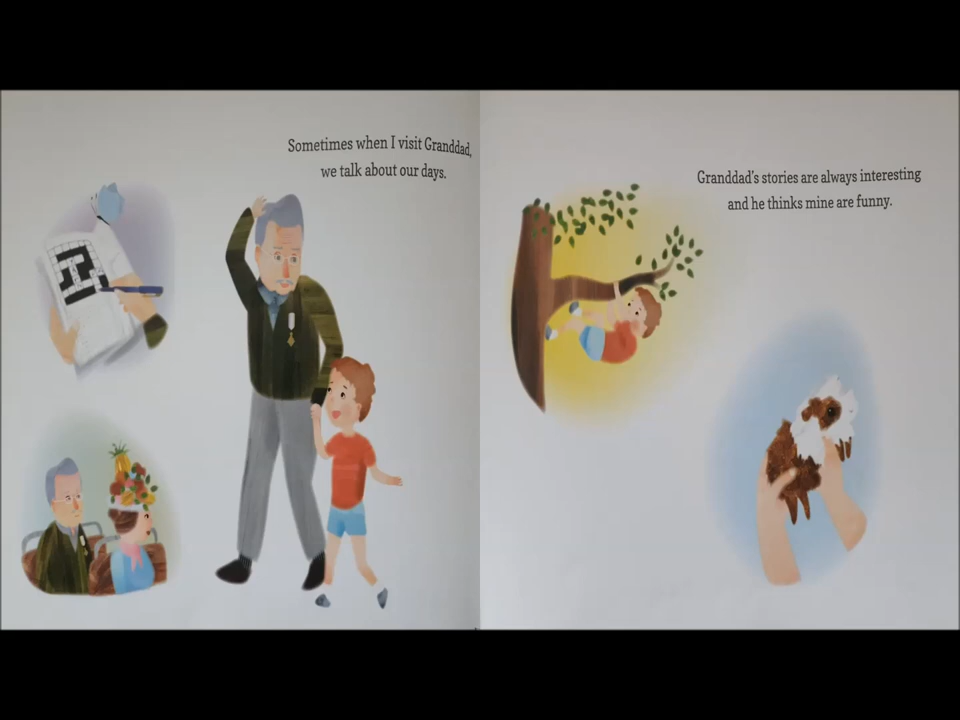 Sometimes when I visit Granddad,
we talk about our days.
Granddad's stories are always interesting
and he thinks mine are funny.